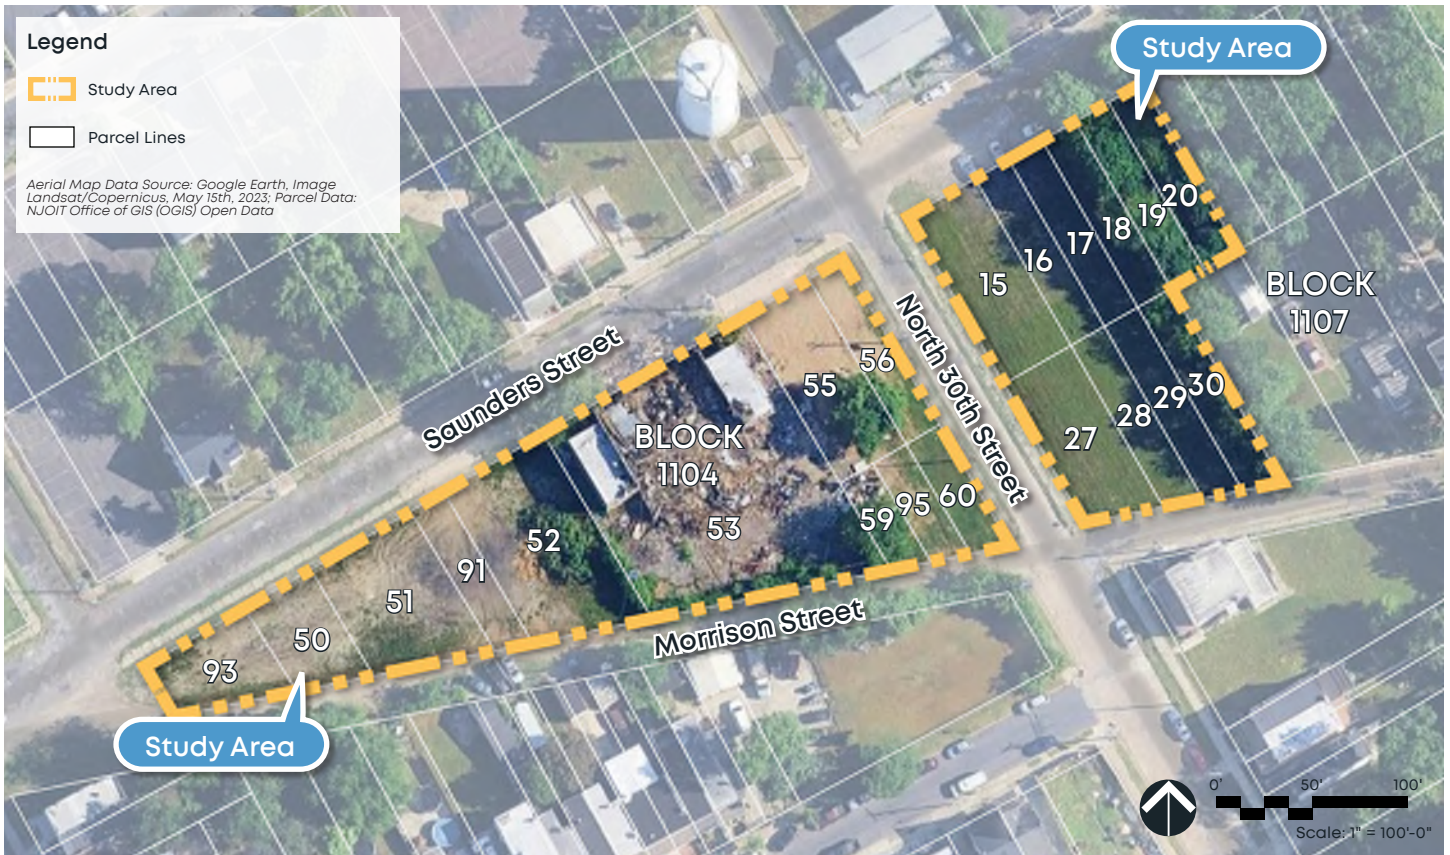 Legend
Study Area
Parcel Lines
Aerial Map Data Source: Google Earth, Image
Landsat/Copernicus, May 15th, 2023; Parcel Data:
NJOIT Office of GIS (OGIS) Open Data
Study Area
20
19
18
17
16
15
BLOCK
1107
North 30th Street
Saunders Street
56
55
30
29
28
27
BLOCK
1104
60
95
59
53
52
91
51
50
93
Morrison Street
Study Area
0' 50' 100'
Scale: 1" = 100'-0"